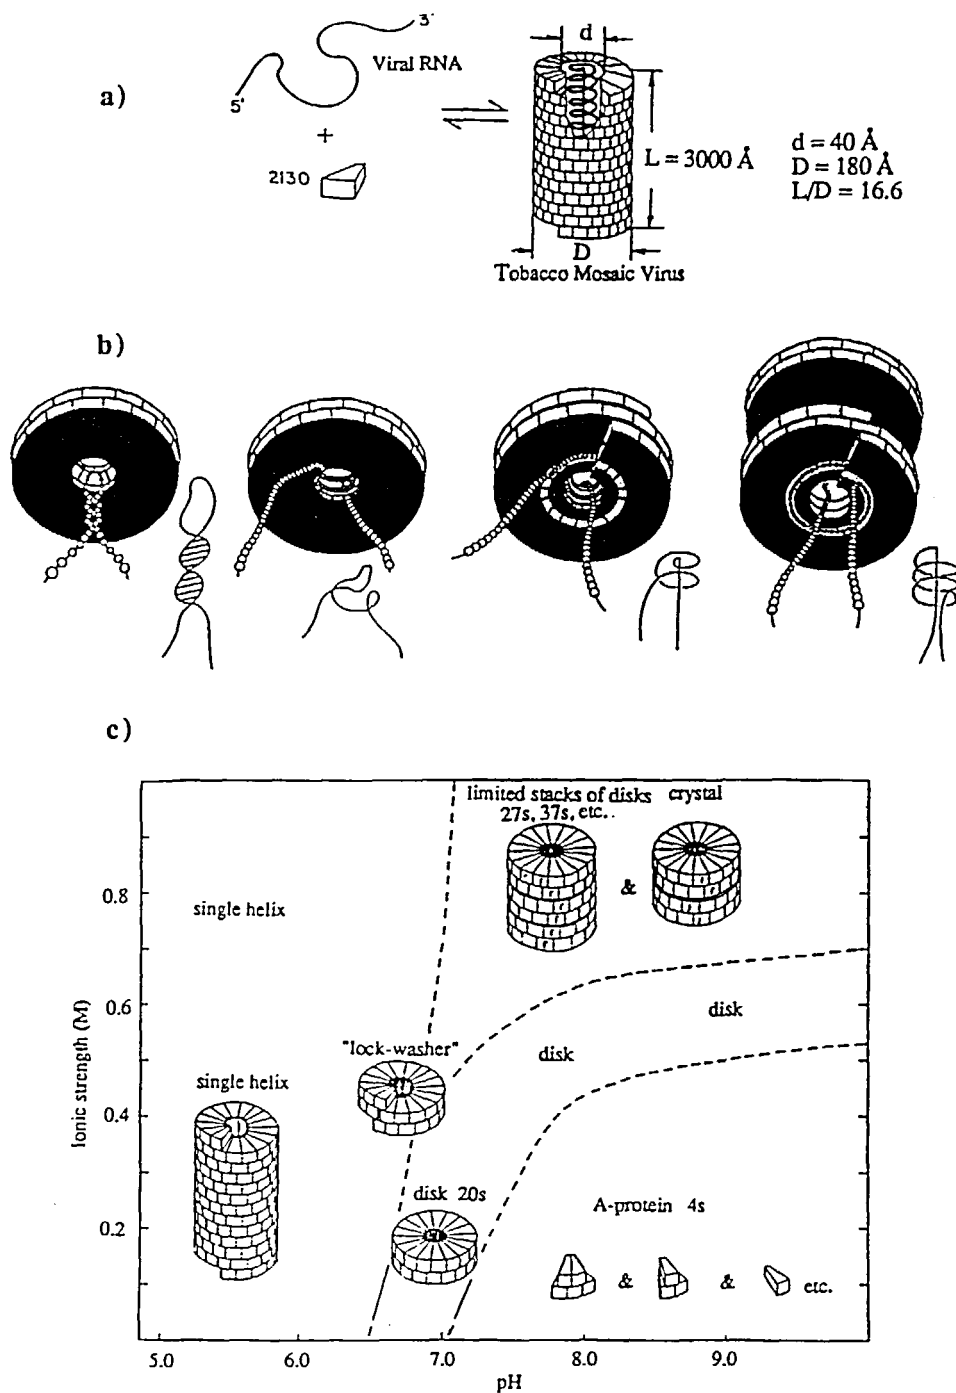 a)
5'
3'
Viral RNA
+
2130
d
L = 3000 Å
d = 40 Å
D = 180 Å
L/D = 16.6
D
Tobacco Mosaic Virus
b)
c)
limited stacks of disks crystal
27s, 37s, etc..
&
single helix
disk
disk
"lock-washer"
single helix
disk 20s
A-protein 4s
& & etc.
Ionic strength (M)
0.8
0.6
0.4
0.2
5.0 6.0 7.0 8.0 9.0
pH